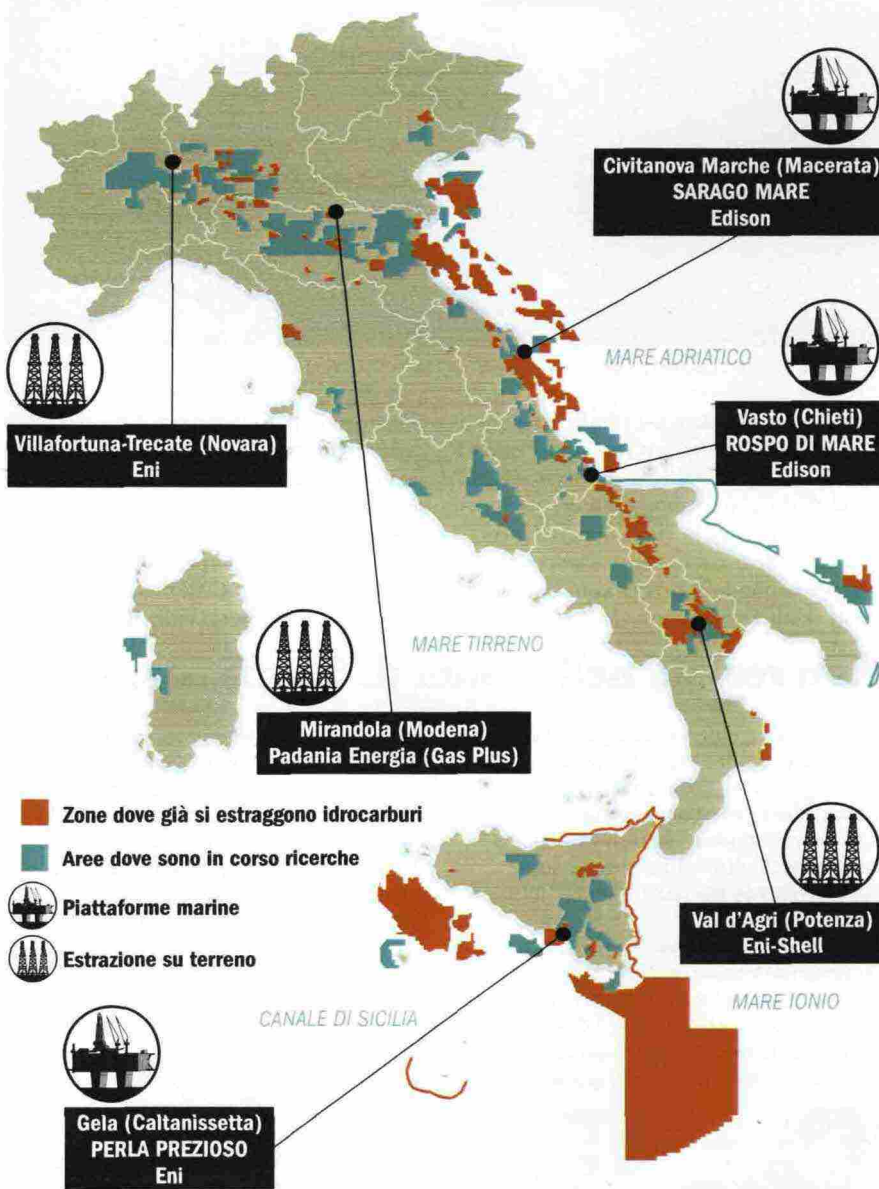 Civitanova Marche (Macerata)
SARAGO MARE
Edison
MARE ADRIATICO
Vasto (Chieti)
ROSPO DI MARE
Edison
Villafortuna-Trecate (Novara)
Eni
MARE TIRRENO
Mirandola (Modena)
Padania Energia (Gas Plus)
Zone dove già si estraggono idrocarburi
Aree dove sono in corso ricerche
Piattaforme marine
Estrazione su terreno
Val d'Agri (Potenza)
Eni-Shell
CANALE DI SICILIA
MARE IONIO
Gela (Caltanissetta)
PERLA PREZIOSO
Eni